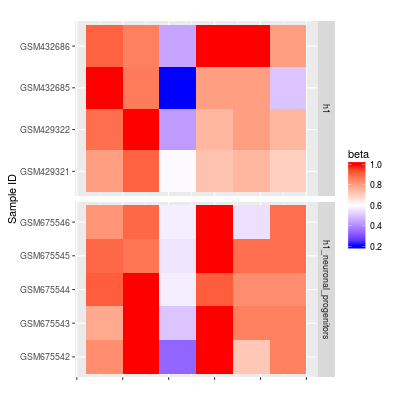 GSM432686
GSM432685
GSM429322
GSM429321
h1
GSM675546
GSM675545
GSM675544
GSM675543
GSM675542
h1_neuronal_progenitors
Sample ID
beta
1.0
0.8
0.6
0.4
0.2